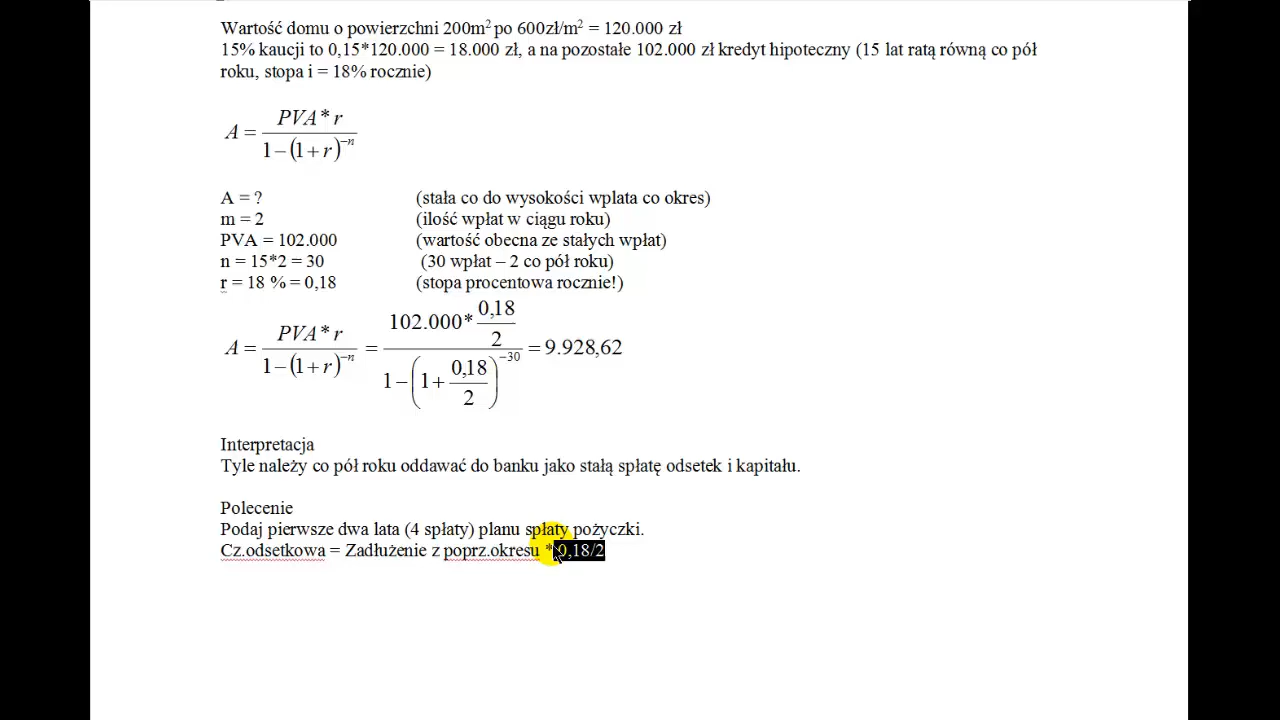 Wartość domu o powierzchni 200m² po 600zł/m² = 120.000 zł
15% kaucji to 0,15*120.000 = 18.000 zł, a na pozostałe 102.000 zł kredyt hipoteczny (15 lat ratą równą co pół
roku, stopa i = 18% rocznie)
A = PVA * r / 1 − (1 + r)⁻ⁿ
A = ? (stała co do wysokości wplata co okres)
m = 2 (ilość wpłat w ciągu roku)
PVA = 102.000 (wartość obecna ze stałych wpłat)
n = 15*2 = 30 (30 wpłat – 2 co pół roku)
r = 18 % = 0,18 (stopa procentowa rocznie!)
A = PVA * r / 1 − (1 + r)⁻ⁿ = 102.000 * 0,18/2 / 1 − (1 + 0,18/2)⁻³⁰ = 9.928,62
Interpretacja
Tyle należy co pół roku oddawać do banku jako stałą spłatę odsetek i kapitału.
Polecenie
Podaj pierwsze dwa lata (4 spłaty) planu spłaty pożyczki.
Cz.odsetkowa = Zadłużenie z poprz.okresu * 0,18/2